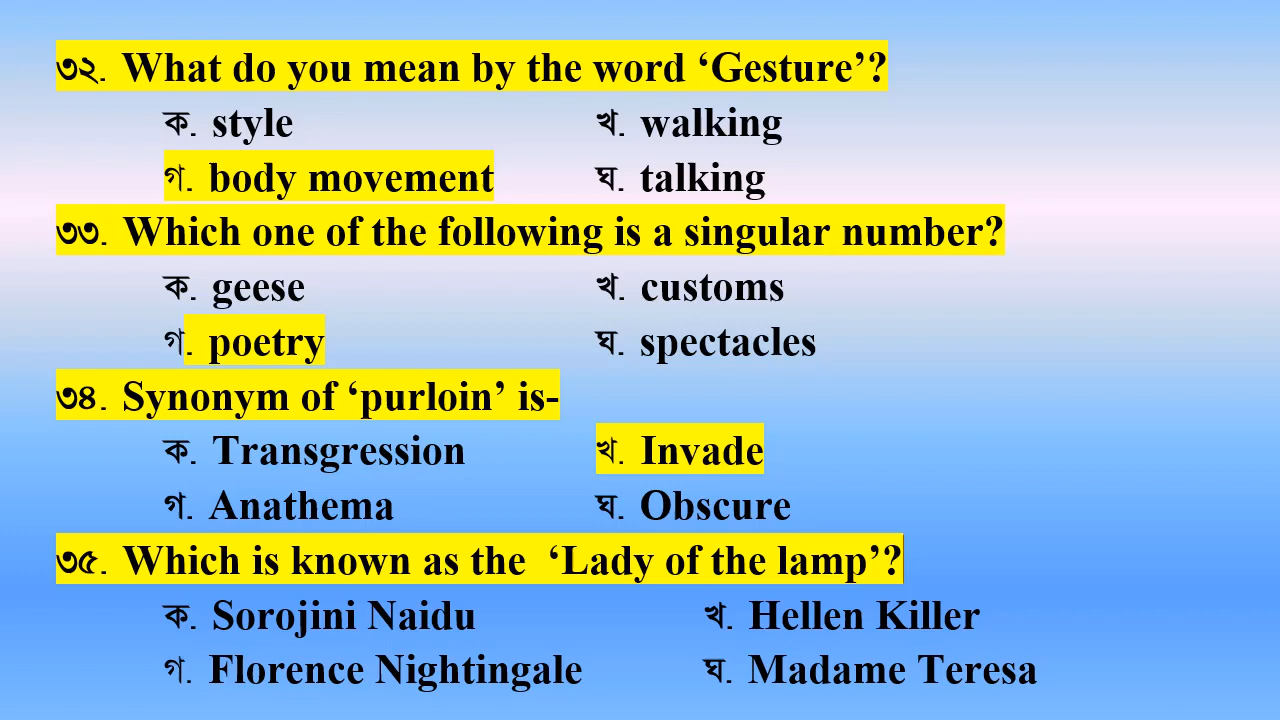 ৩২. What do you mean by the word ‘Gesture’?
ক. style খ. walking
গ. body movement ঘ. talking
৩৩. Which one of the following is a singular number?
ক. geese খ. customs
গ. poetry ঘ. spectacles
৩৪. Synonym of ‘purloin’ is-
ক. Transgression খ. Invade
গ. Anathema ঘ. Obscure
৩৫. Which is known as the ‘Lady of the lamp’?
ক. Sorojini Naidu খ. Hellen Killer
গ. Florence Nightingale ঘ. Madame Teresa